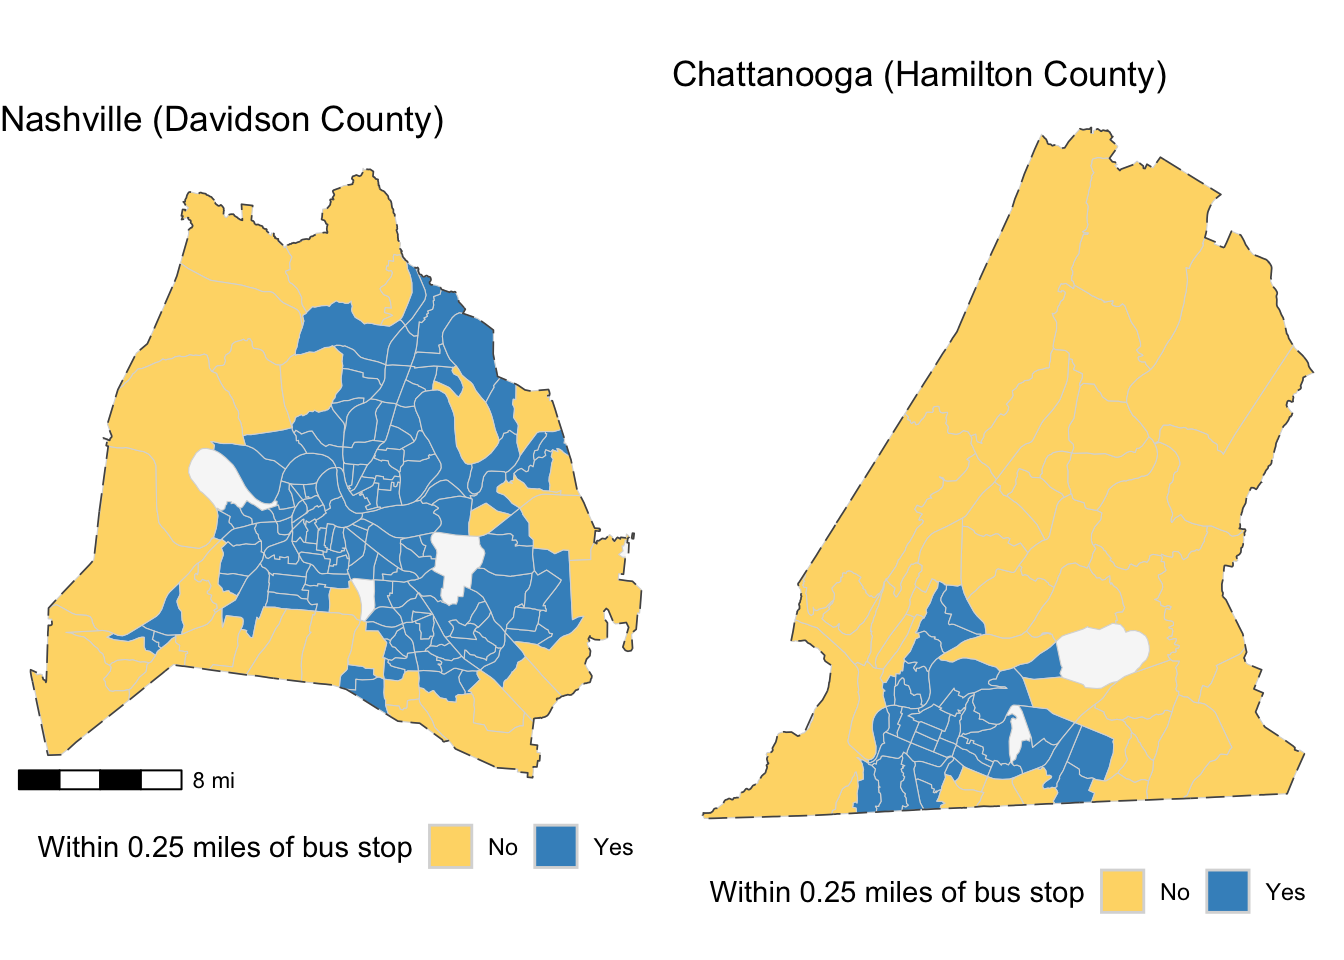 Nashville (Davidson County)
Chattanooga (Hamilton County)
8 mi
Within 0.25 miles of bus stop No Yes
Within 0.25 miles of bus stop No Yes